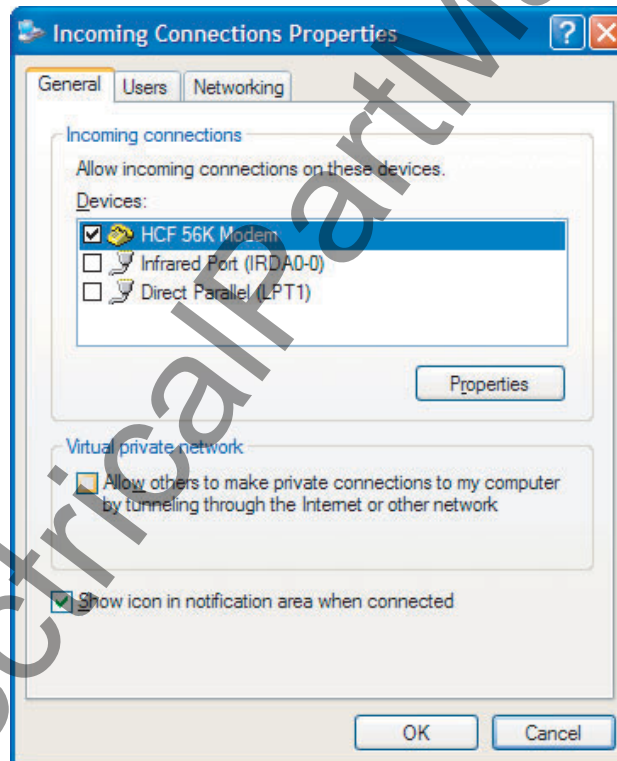 Incoming Connections Properties
General Users Networking
Incoming connections
Allow incoming connections on these devices.
Devices:
HCF 56K Modem
Infrared Port (IRDA0-0)
Direct Parallel (LPT1)
Properties
Virtual private network
Allow others to make private connections to my computer
by tunneling through the Internet or other network
Show icon in notification area when connected
OK Cancel
ctricalPartM